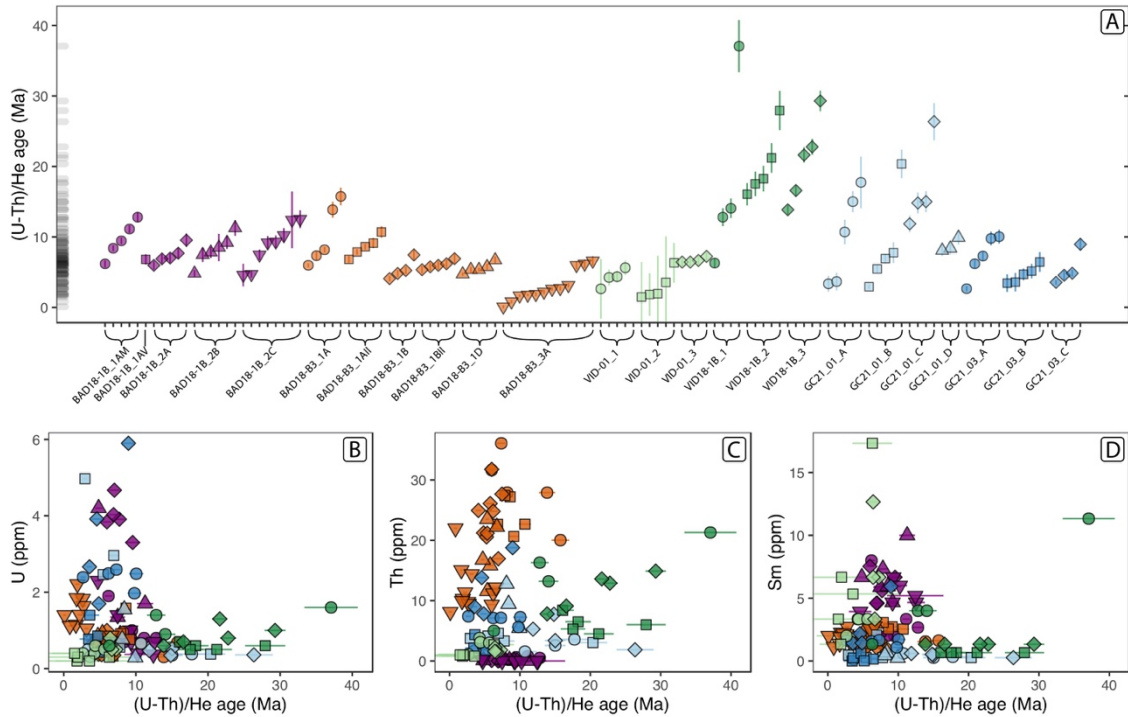 A
(U-Th)/He age (Ma)
40
30
20
10
0
BAD18-1B_1AM
BAD18-1B_1AV
BAD18-1B_2A
BAD18-1B_2B
BAD18-1B_2C
BAD18-B3_1A
BAD18-B3_1AII
BAD18-B3_1B
BAD18-B3_1BII
BAD18-B3_1D
BAD18-B3_3A
VID-01_1
VID-01_2
VID-01_3
VID18-1B_1
VID18-1B_2
VID18-1B_3
GC21_01_A
GC21_01_B
GC21_01_C
GC21_01_D
GC21_03_A
GC21_03_B
GC21_03_C
B
U (ppm)
6
4
2
0
0 10 20 30 40
(U-Th)/He age (Ma)
C
Th (ppm)
30
20
10
0
0 10 20 30 40
(U-Th)/He age (Ma)
D
Sm (ppm)
15
10
5
0
0 10 20 30 40
(U-Th)/He age (Ma)